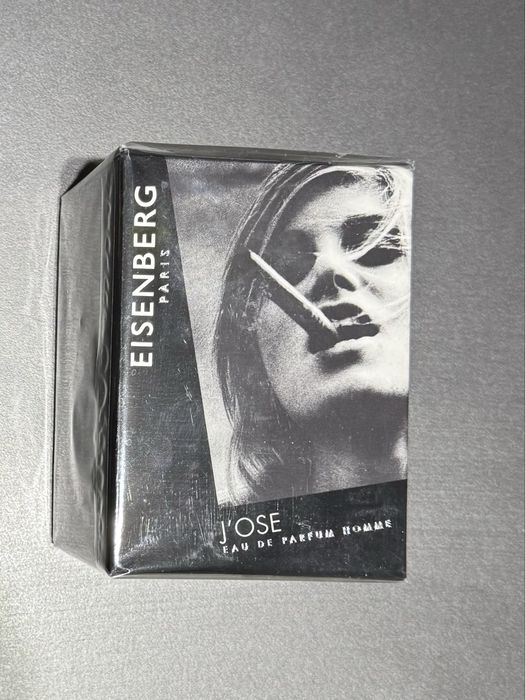 EISENBERG
PARIS
J'OSE
EAU DE PARFUM HOMME